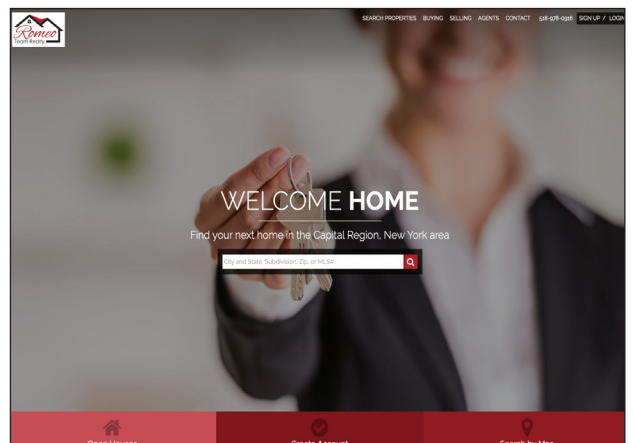 Romeo
Team Realty
SEARCH PROPERTIES BUYING SELLING AGENTS CONTACT 518-978-0918 SIGN UP / LOGIN
WELCOME HOME
Find your next home in the Capital Region, New York area
City and State, Subdivision, Zip, or MLS#
Open Houses Create Account Search by Map